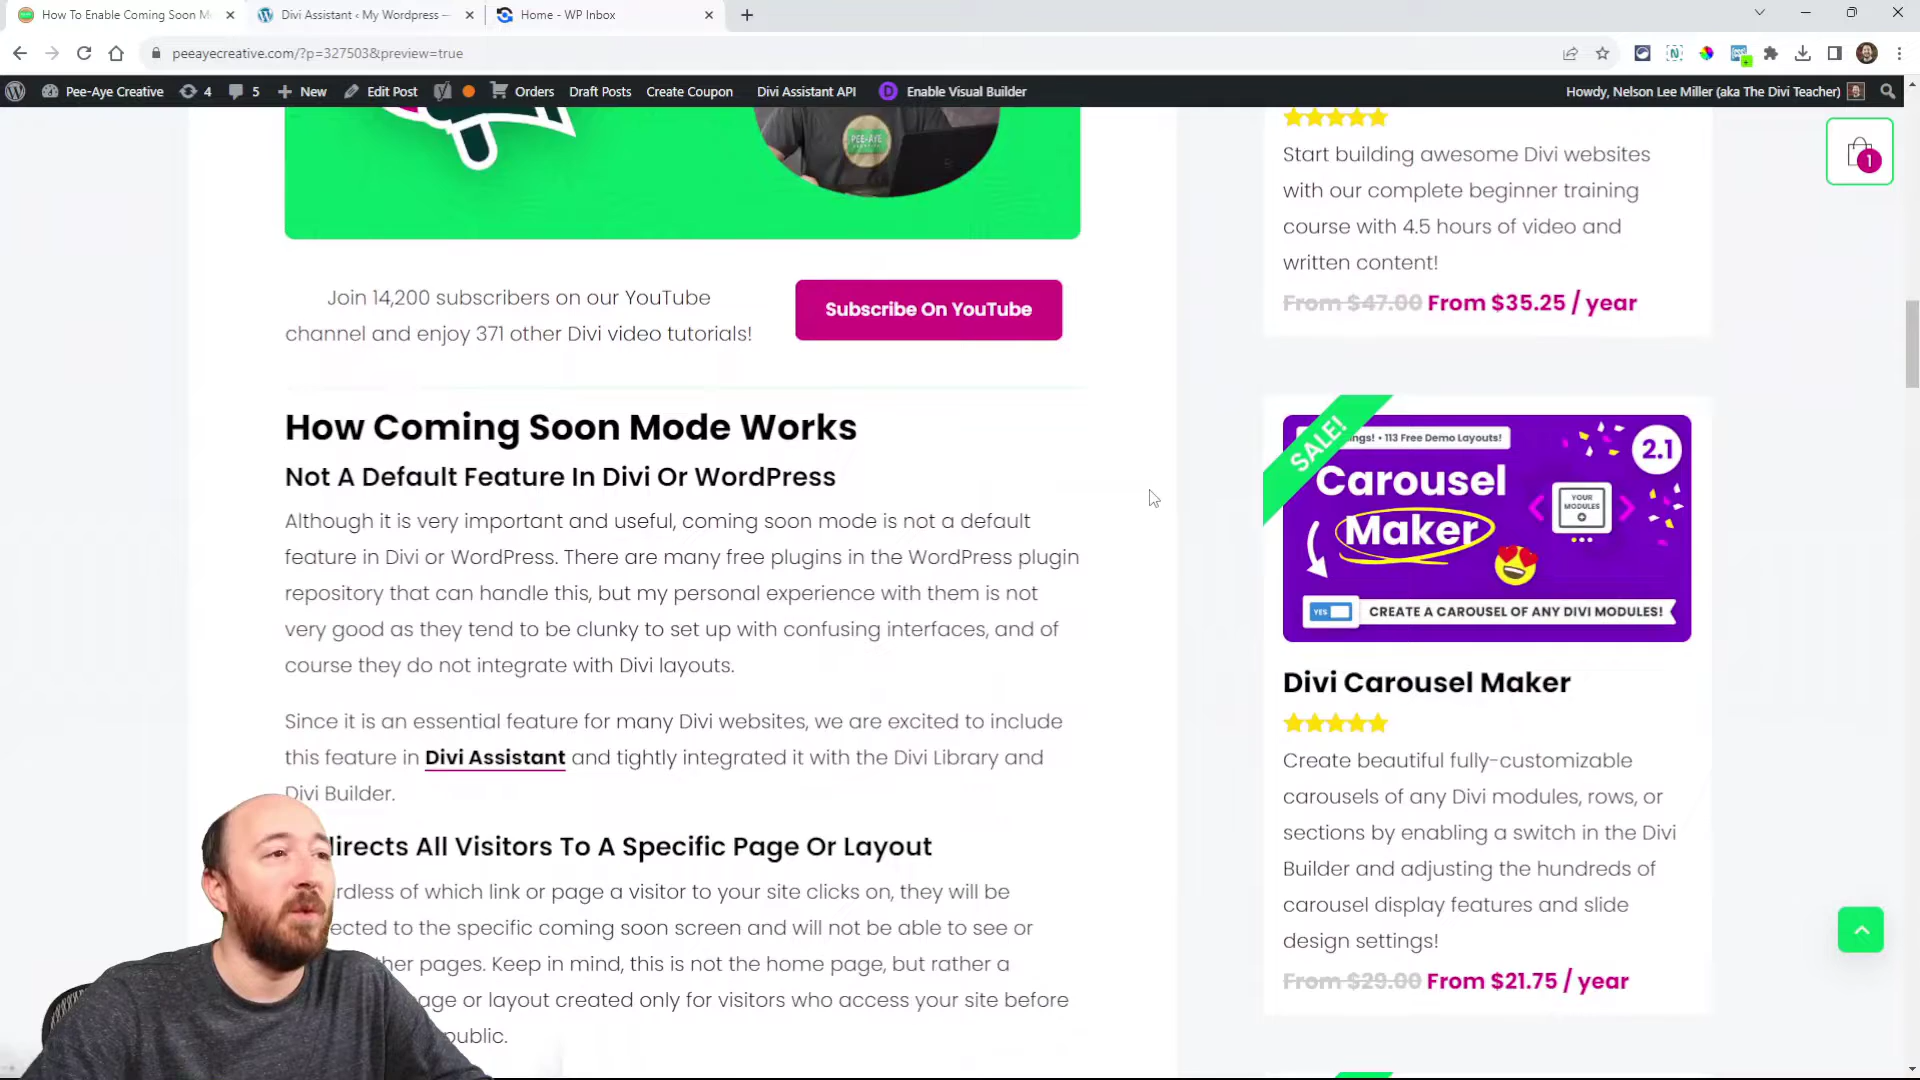 How To Enable Coming Soon M
Divi Assistant ‹ My Wordpress —
Home - WP Inbox
peeayecreative.com/?p=327503&preview=true
Pee-Aye Creative
4
5
New
Edit Post
Orders
Draft Posts
Create Coupon
Divi Assistant API
Enable Visual Builder
Howdy, Nelson Lee Miller (aka The Divi Teacher)
PEE-AYE
1
Join 14,200 subscribers on our YouTube
channel and enjoy 371 other Divi video tutorials!
Subscribe On YouTube
How Coming Soon Mode Works
Not A Default Feature In Divi Or WordPress
Although it is very important and useful, coming soon mode is not a default
feature in Divi or WordPress. There are many free plugins in the WordPress plugin
repository that can handle this, but my personal experience with them is not
very good as they tend to be clunky to set up with confusing interfaces, and of
course they do not integrate with Divi layouts.
Since it is an essential feature for many Divi websites, we are excited to include
this feature in Divi Assistant and tightly integrated it with the Divi Library and
Divi Builder.
directs All Visitors To A Specific Page Or Layout
rdless of which link or page a visitor to your site clicks on, they will be
ected to the specific coming soon screen and will not be able to see or
her pages. Keep in mind, this is not the home page, but rather a
age or layout created only for visitors who access your site before
public.
Start building awesome Divi websites
with our complete beginner training
course with 4.5 hours of video and
written content!
From $47.00 From $35.25 / year
SALE!
ngs! • 113 Free Demo Layouts!
2.1
Carousel
Maker
YOUR
MODULES
YES
CREATE A CAROUSEL OF ANY DIVI MODULES!
Divi Carousel Maker
Create beautiful fully-customizable
carousels of any Divi modules, rows, or
sections by enabling a switch in the Divi
Builder and adjusting the hundreds of
carousel display features and slide
design settings!
From $29.00 From $21.75 / year